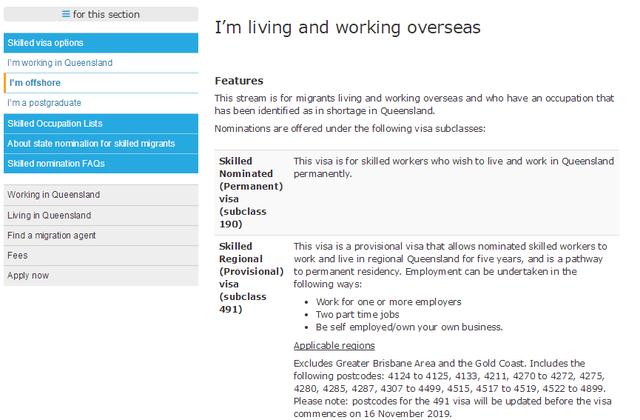 ≡ for this section
Skilled visa options
I'm working in Queensland
I'm offshore
I'm a postgraduate
Skilled Occupation Lists
About state nomination for skilled migrants
Skilled nomination FAQs
Working in Queensland
Living in Queensland
Find a migration agent
Fees
Apply now
I'm living and working overseas
Features
This stream is for migrants living and working overseas and who have an occupation that
has been identified as in shortage in Queensland.
Nominations are offered under the following visa subclasses:
Skilled
Nominated
(Permanent)
visa
(subclass
190)
This visa is for skilled workers who wish to live and work in Queensland
permanently.
Skilled
Regional
(Provisional)
visa
(subclass
491)
This visa is a provisional visa that allows nominated skilled workers to
work and live in regional Queensland for five years, and is a pathway
to permanent residency. Employment can be undertaken in the
following ways:
• Work for one or more employers
• Two part time jobs
• Be self employed/own your own business.
Applicable regions
Excludes Greater Brisbane Area and the Gold Coast. Includes the
following postcodes: 4124 to 4125, 4133, 4211, 4270 to 4272, 4275,
4280, 4285, 4287, 4307 to 4499, 4515, 4517 to 4519, 4522 to 4899.
Please note: postcodes for the 491 visa will be updated before the visa
commences on 16 November 2019.